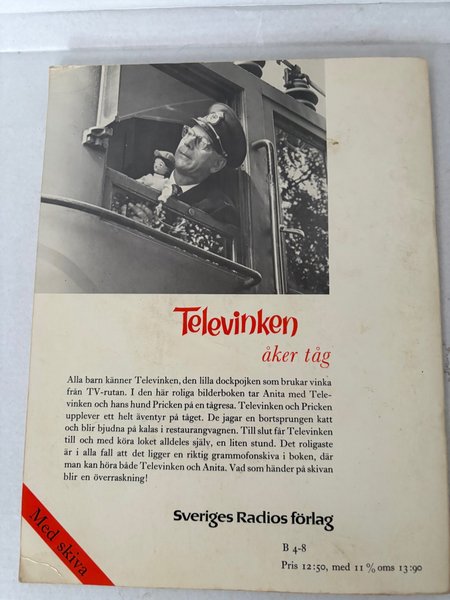 Televinken
åker tåg
Alla barn känner Televinken, den lilla dockpojken som brukar vinka
från TV-rutan. I den här roliga bilderboken tar Anita med Tele-
vinken och hans hund Pricken på en tågresa. Televinken och Pricken
upplever ett helt äventyr på tåget. De jagar en bortsprungen katt
och blir bjudna på kalas i restaurangvagnen. Till slut får Televinken
till och med köra loket alldeles själv, en liten stund. Det roligaste
är i alla fall att det ligger en riktig grammofonskiva i boken, där
man kan höra både Televinken och Anita. Vad som händer på skivan
blir en överraskning!
Med skiva
Sveriges Radios förlag
B 4-8
Pris 12:50, med 11 % oms 13:90